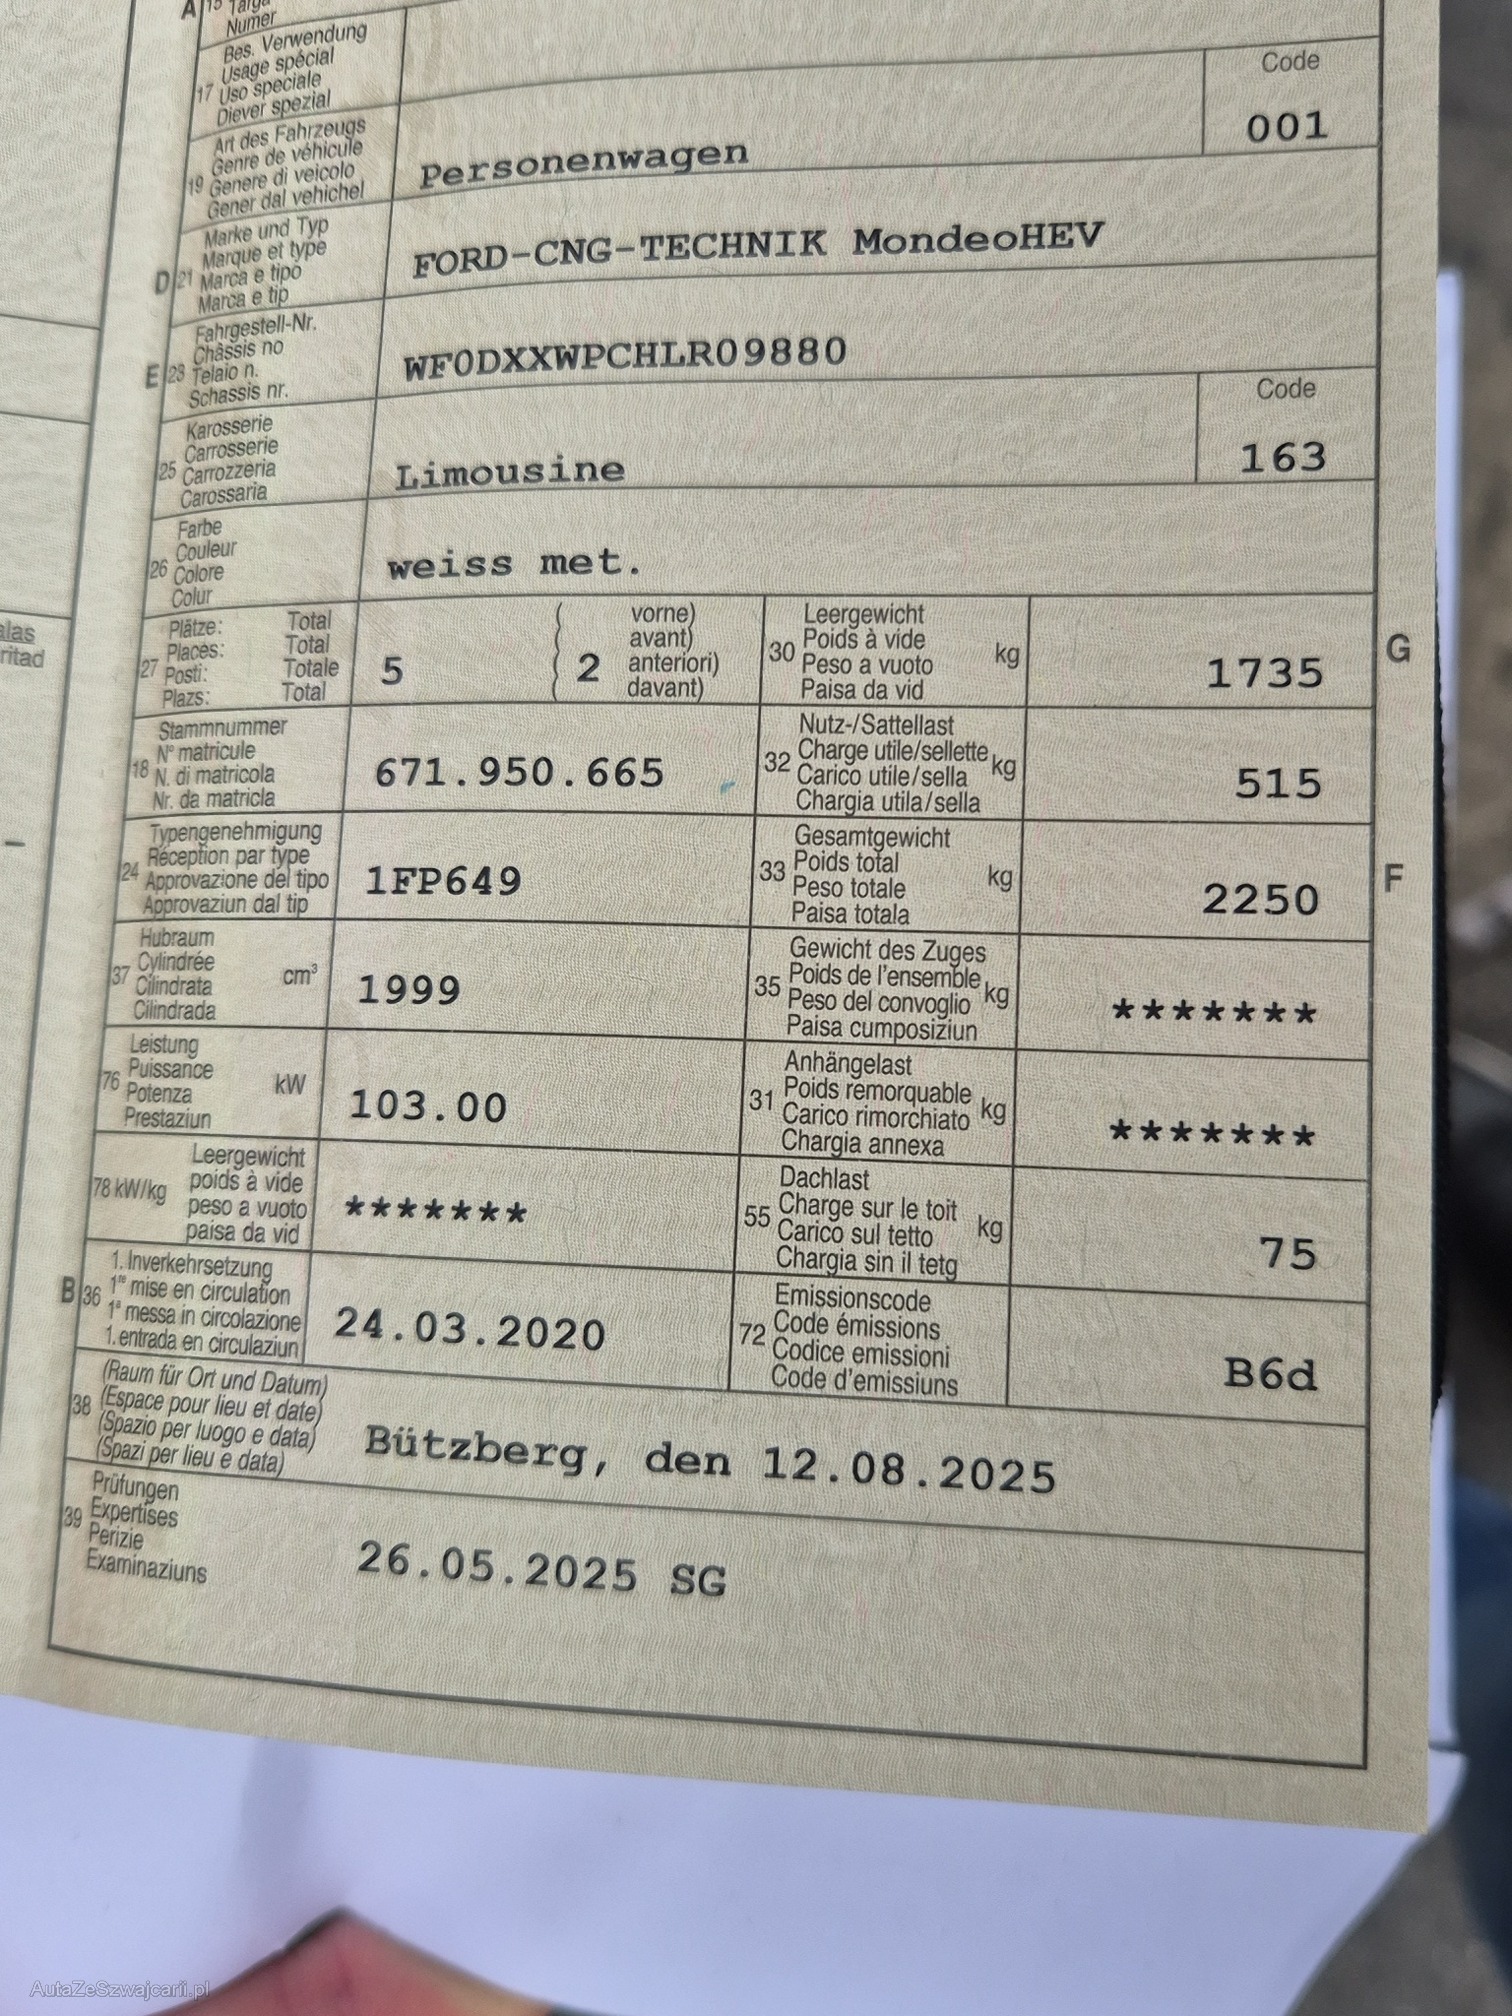 A 15 Targa
Numer
17 Bes. Verwendung
Usage spécial
Uso speciale
Diever spezial
19 Art des Fahrzeugs
Genre de véhicule
Genere di veicolo
Gener dal vehichel
Personenwagen
Code
001
D 21 Marke und Typ
Marque et type
Marca e tipo
Marca e tip
FORD-CNG-TECHNIK MondeoHEV
E 23 Fahrgestell-Nr.
Châssis no
Telaio n.
Schassis nr.
WF0DXXWPCHLR09880
25 Karosserie
Carrosserie
Carrozzeria
Carossaria
Limousine
Code
163
26 Farbe
Couleur
Colore
Colur
weiss met.
27 Plätze: Total
Places: Total
Posti: Totale
Plazs: Total
5
( 2 vorne)
avant)
anteriori)
davant)
30 Leergewicht
Poids à vide kg
Peso a vuoto
Paisa da vid
1735
G
18 Stammnummer
N° matricule
N. di matricola
Nr. da matricla
671.950.665
32 Nutz-/Sattellast
Charge utile/sellette kg
Carico utile/sella
Chargia utila/sella
515
24 Typengenehmigung
Réception par type
Approvazione del tipo
Approvaziun dal tip
1FP649
33 Gesamtgewicht
Poids total kg
Peso totale
Paisa totala
2250
F
37 Hubraum
Cylindrée cm³
Cilindrata
Cilindrada
1999
35 Gewicht des Zuges
Poids de l'ensemble kg
Peso del convoglio
Paisa cumposiziun
*******
76 Leistung
Puissance kW
Potenza
Prestaziun
103.00
31 Anhängelast
Poids remorquable kg
Carico rimorchiato
Chargia annexa
*******
78 kW/kg Leergewicht
poids à vide
peso a vuoto
paisa da vid
*******
55 Dachlast
Charge sur le toit kg
Carico sul tetto
Chargia sin il tetg
75
B 36 1. Inverkehrsetzung
1re mise en circulation
1a messa in circolazione
1. entrada en circulaziun
24.03.2020
72 Emissionscode
Code émissions
Codice emissioni
Code d'emissiuns
B6d
38 (Raum für Ort und Datum)
(Espace pour lieu et date)
(Spazio per luogo e data)
(Spazi per lieu e data)
Bützberg, den 12.08.2025
39 Prüfungen
Expertises
Perizie
Examinaziuns
26.05.2025 SG
AutaZeSzwajcarii.pl